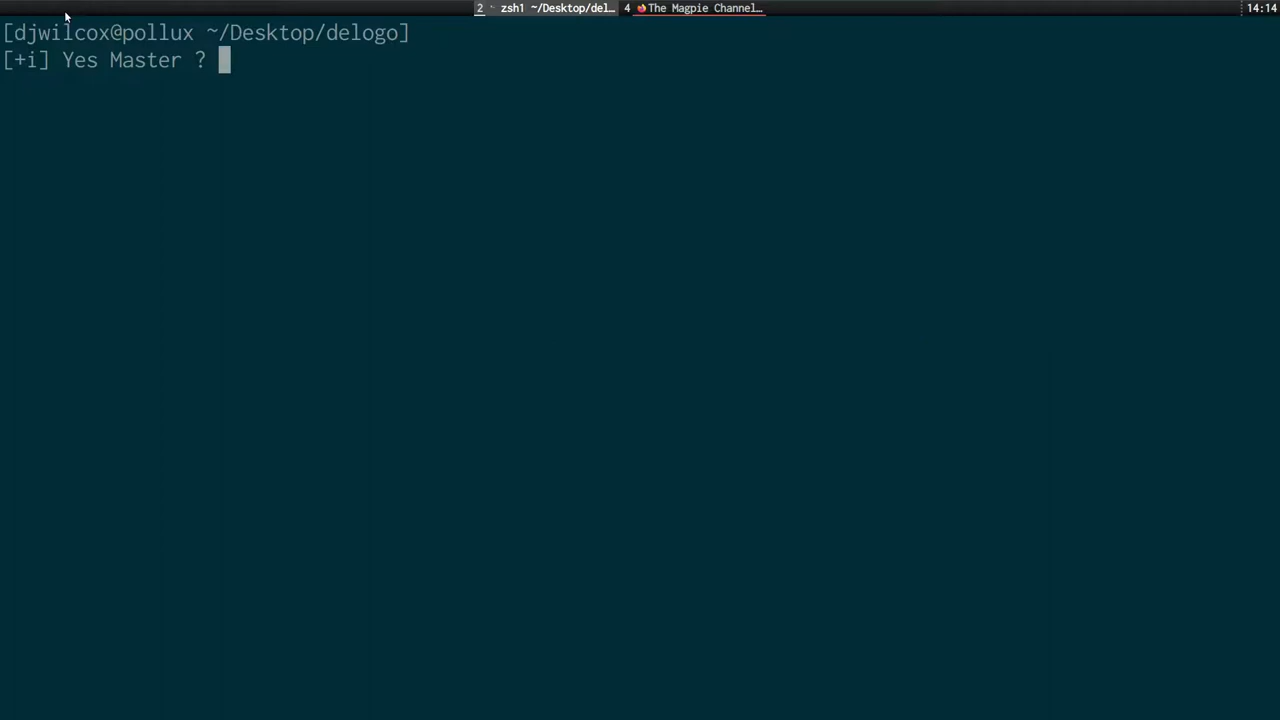 2 zsh1 ~/Desktop/del… 4 The Magpie Channel… 14:14
[djwilcox@pollux ~/Desktop/delogo]
[+i] Yes Master ?